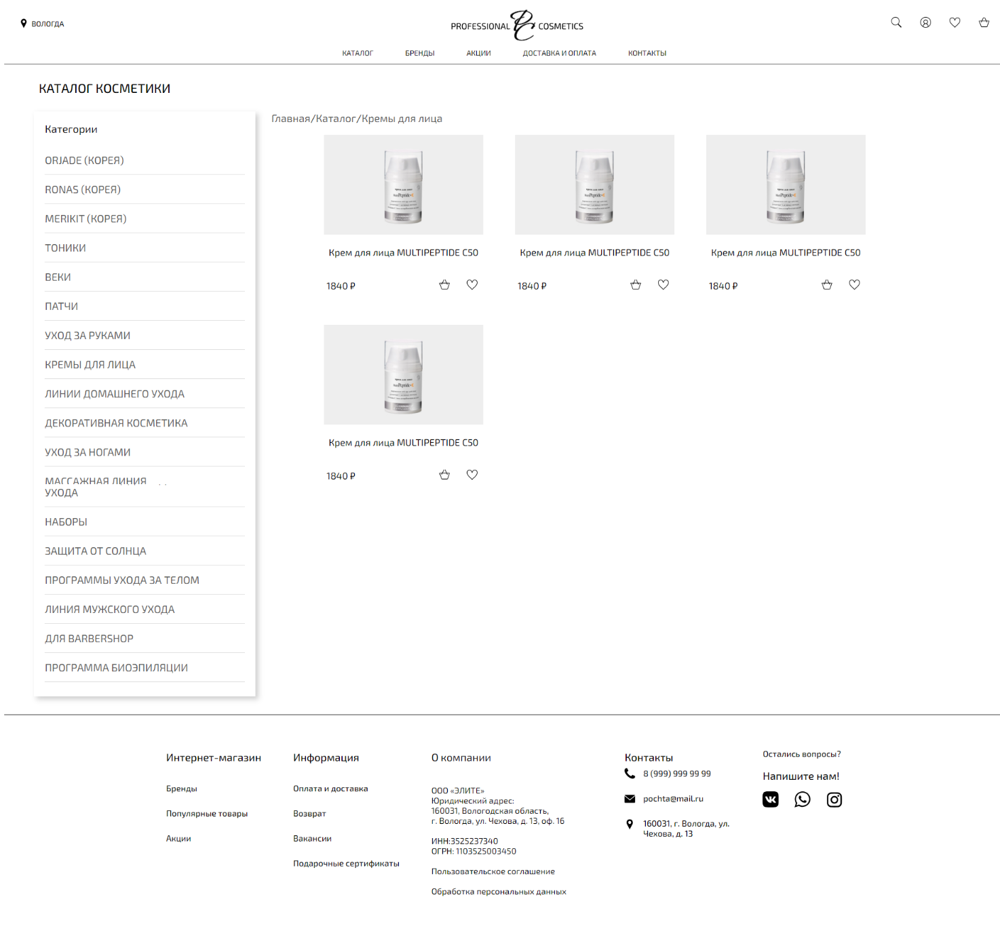 ВОЛОГДА
PROFESSIONAL PC COSMETICS
КАТАЛОГ БРЕНДЫ АКЦИИ ДОСТАВКА И ОПЛАТА КОНТАКТЫ
КАТАЛОГ КОСМЕТИКИ
Категории
ORJADE (КОРЕЯ)
RONAS (КОРЕЯ)
MERIKIT (КОРЕЯ)
ТОНИКИ
ВЕКИ
ПАТЧИ
УХОД ЗА РУКАМИ
КРЕМЫ ДЛЯ ЛИЦА
ЛИНИИ ДОМАШНЕГО УХОДА
ДЕКОРАТИВНАЯ КОСМЕТИКА
УХОД ЗА НОГАМИ
МАССАЖНАЯ ЛИНИЯ
УХОДА
НАБОРЫ
ЗАЩИТА ОТ СОЛНЦА
ПРОГРАММЫ УХОДА ЗА ТЕЛОМ
ЛИНИЯ МУЖСКОГО УХОДА
ДЛЯ BARBERSHOP
ПРОГРАММА БИОЭПИЛЯЦИИ
Главная/Каталог/Кремы для лица
Крем для лица MULTIPEPTIDE C50
1840 ₽
Крем для лица MULTIPEPTIDE C50
1840 ₽
Крем для лица MULTIPEPTIDE C50
1840 ₽
Крем для лица MULTIPEPTIDE C50
1840 ₽
Интернет-магазин
Бренды
Популярные товары
Акции
Информация
Оплата и доставка
Возврат
Вакансии
Подарочные сертификаты
О компании
ООО «ЭЛИТЕ»
Юридический адрес:
160031, Вологодская область,
г. Вологда, ул. Чехова, д. 13, оф. 16
ИНН:3525237340
ОГРН: 1103525003450
Пользовательское соглашение
Обработка персональных данных
Контакты
8 (999) 999 99 99
pochta@mail.ru
160031, г. Вологда, ул.
Чехова, д. 13
Остались вопросы?
Напишите нам!